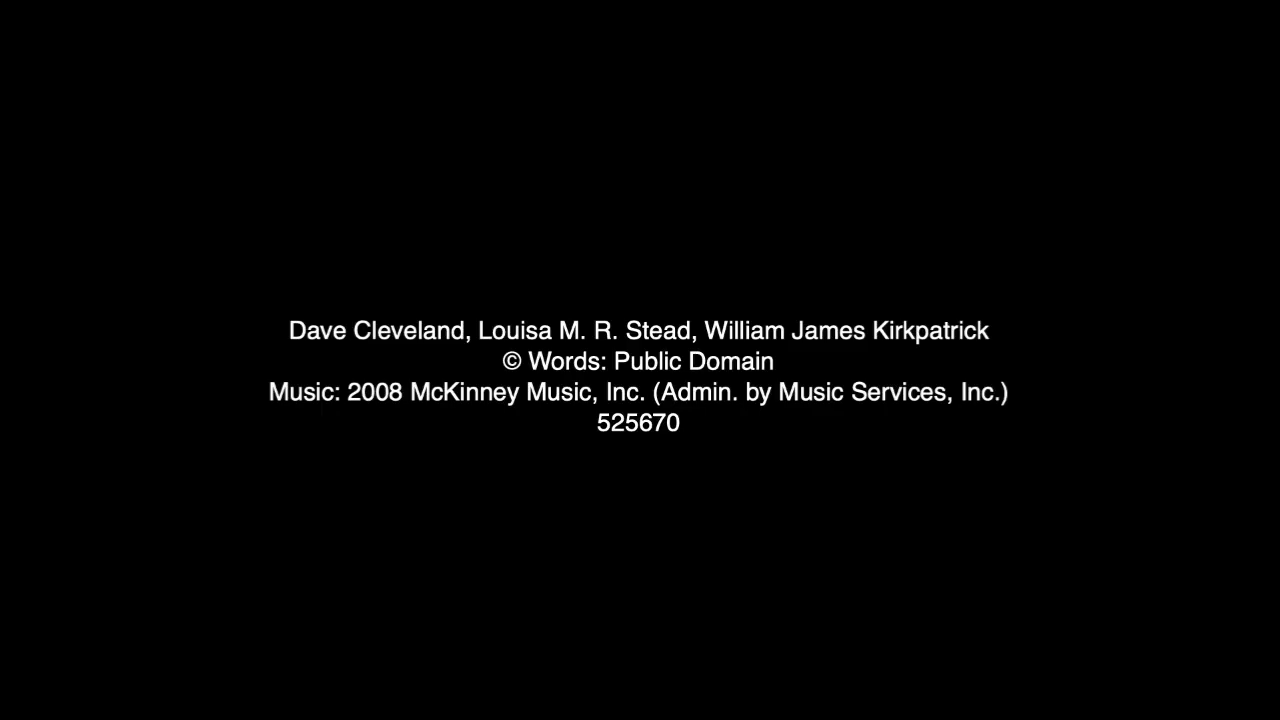 Dave Cleveland, Louisa M. R. Stead, William James Kirkpatrick
© Words: Public Domain
Music: 2008 McKinney Music, Inc. (Admin. by Music Services, Inc.)
525670